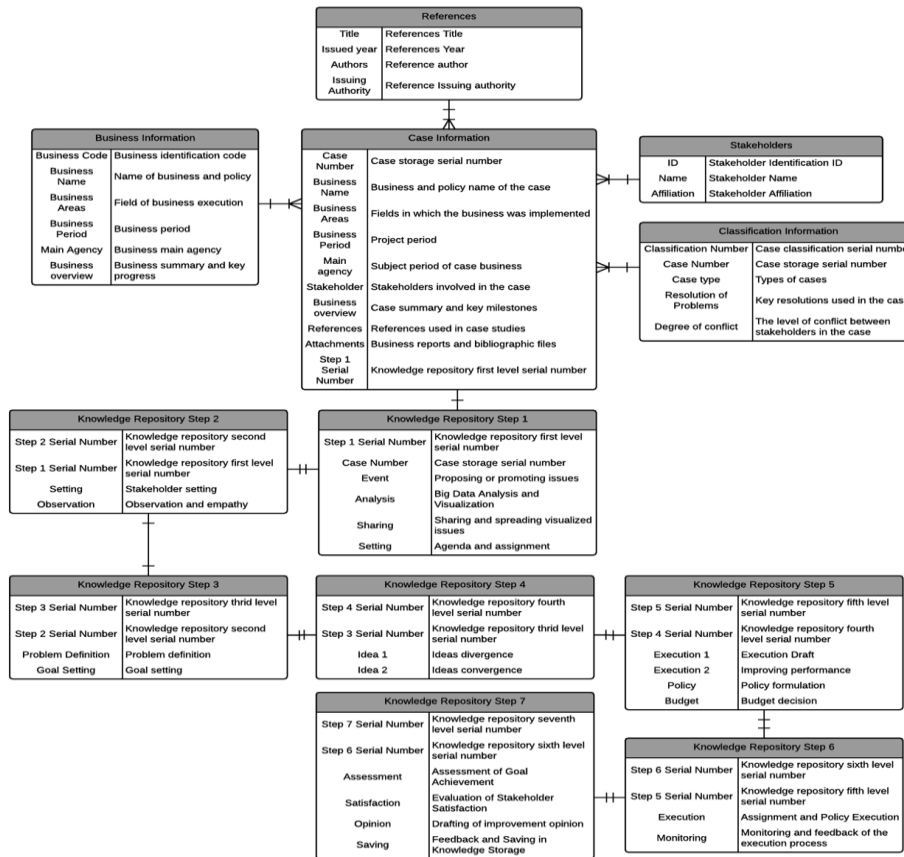 References
Title References Title
Issued year References Year
Authors Reference author
Issuing
Authority Reference Issuing authority
Business Information
Business Code Business identification code
Business
Name Name of business and policy
Business
Areas Field of business execution
Business
Period Business period
Main Agency Business main agency
Business
overview Business summary and key
progress
Case Information
Case
Number Case storage serial number
Business
Name Business and policy name of the case
Business
Areas Fields in which the business was implemented
Business
Period Project period
Main
agency Subject period of case business
Stakeholder Stakeholders involved in the case
Business
overview Case summary and key milestones
References References used in case studies
Attachments Business reports and bibliographic files
Step 1
Serial
Number Knowledge repository first level serial number
Stakeholders
ID Stakeholder Identification ID
Name Stakeholder Name
Affiliation Stakeholder Affiliation
Classification Information
Classification Number Case classification serial numbe
Case Number Case storage serial number
Case type Types of cases
Resolution of
Problems Key resolutions used in the cas
Degree of conflict The level of conflict between
stakeholders in the case
Knowledge Repository Step 2
Step 2 Serial Number Knowledge repository second
level serial number
Step 1 Serial Number Knowledge repository first level
serial number
Setting Stakeholder setting
Observation Observation and empathy
Knowledge Repository Step 1
Step 1 Serial Number Knowledge repository first level
serial number
Case Number Case storage serial number
Event Proposing or promoting issues
Analysis Big Data Analysis and
Visualization
Sharing Sharing and spreading visualized
issues
Setting Agenda and assignment
Knowledge Repository Step 3
Step 3 Serial Number Knowledge repository thrid level
serial number
Step 2 Serial Number Knowledge repository second
level serial number
Problem Definition Problem definition
Goal Setting Goal setting
Knowledge Repository Step 4
Step 4 Serial Number Knowledge repository fourth
level serial number
Step 3 Serial Number Knowledge repository thrid level
serial number
Idea 1 Ideas divergence
Idea 2 Ideas convergence
Knowledge Repository Step 5
Step 5 Serial Number Knowledge repository fifth level
serial number
Step 4 Serial Number Knowledge repository fourth
level serial number
Execution 1 Execution Draft
Execution 2 Improving performance
Policy Policy formulation
Budget Budget decision
Knowledge Repository Step 7
Step 7 Serial Number Knowledge repository seventh
level serial number
Step 6 Serial Number Knowledge repository sixth level
serial number
Assessment Assessment of Goal
Achievement
Satisfaction Evaluation of Stakeholder
Satisfaction
Opinion Drafting of improvement opinion
Saving Feedback and Saving in
Knowledge Storage
Knowledge Repository Step 6
Step 6 Serial Number Knowledge repository sixth level
serial number
Step 5 Serial Number Knowledge repository fifth level
serial number
Execution Assignment and Policy Execution
Monitoring Monitoring and feedback of the
execution process